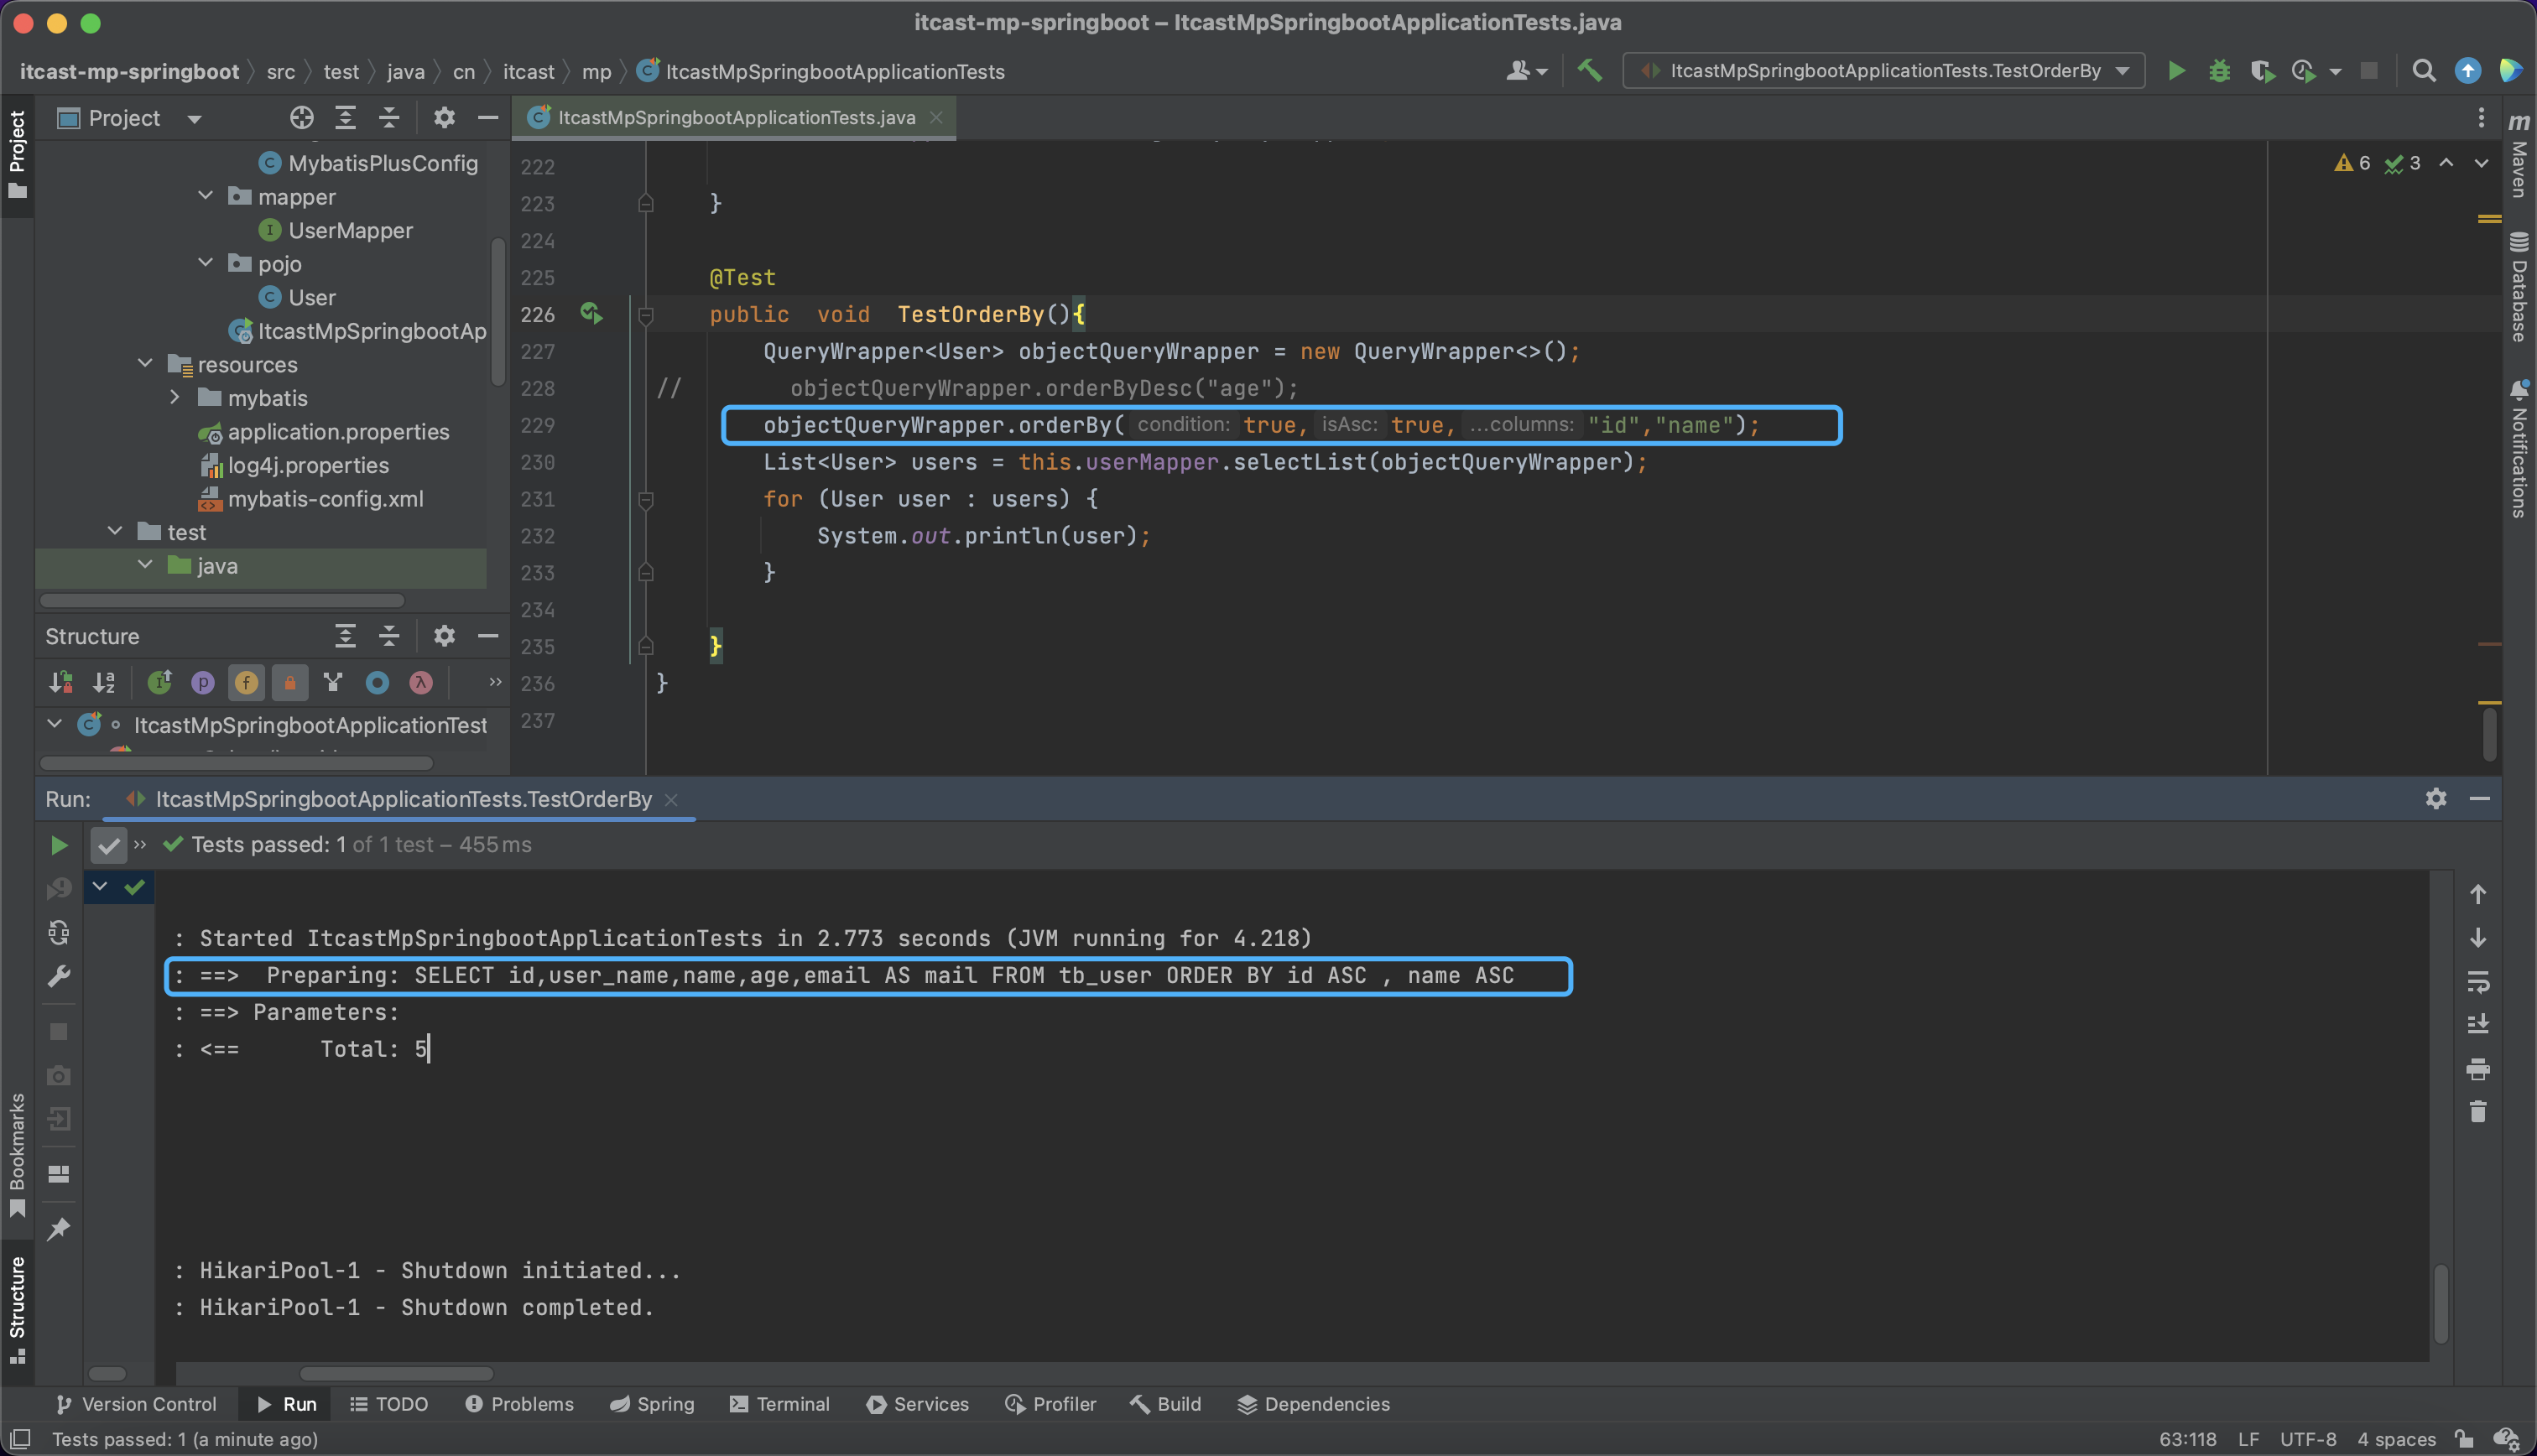 itcast-mp-springboot – ItcastMpSpringbootApplicationTests.java
itcast-mp-springboot src test java cn itcast mp ItcastMpSpringbootApplicationTests
ItcastMpSpringbootApplicationTests.TestOrderBy
Project
Project
ItcastMpSpringbootApplicationTests.java
MybatisPlusConfig
mapper
UserMapper
pojo
User
ItcastMpSpringbootAp
resources
mybatis
application.properties
log4j.properties
mybatis-config.xml
test
java
Structure
ItcastMpSpringbootApplicationTest
6 3
222
223 }
224
225 @Test
226 public void TestOrderBy(){
227 QueryWrapper<User> objectQueryWrapper = new QueryWrapper<>();
228 // objectQueryWrapper.orderByDesc("age");
229 objectQueryWrapper.orderBy( condition: true, isAsc: true, ...columns: "id","name");
230 List<User> users = this.userMapper.selectList(objectQueryWrapper);
231 for (User user : users) {
232 System.out.println(user);
233 }
234
235 }
236 }
237
m Maven
Database
Notifications
Run: ItcastMpSpringbootApplicationTests.TestOrderBy
Tests passed: 1 of 1 test – 455 ms
: Started ItcastMpSpringbootApplicationTests in 2.773 seconds (JVM running for 4.218)
: ==>  Preparing: SELECT id,user_name,name,age,email AS mail FROM tb_user ORDER BY id ASC , name ASC
: ==> Parameters:
: <==      Total: 5
: HikariPool-1 - Shutdown initiated...
: HikariPool-1 - Shutdown completed.
Bookmarks
Structure
Version Control Run TODO Problems Spring Terminal Services Profiler Build Dependencies
Tests passed: 1 (a minute ago)
63:118 LF UTF-8 4 spaces